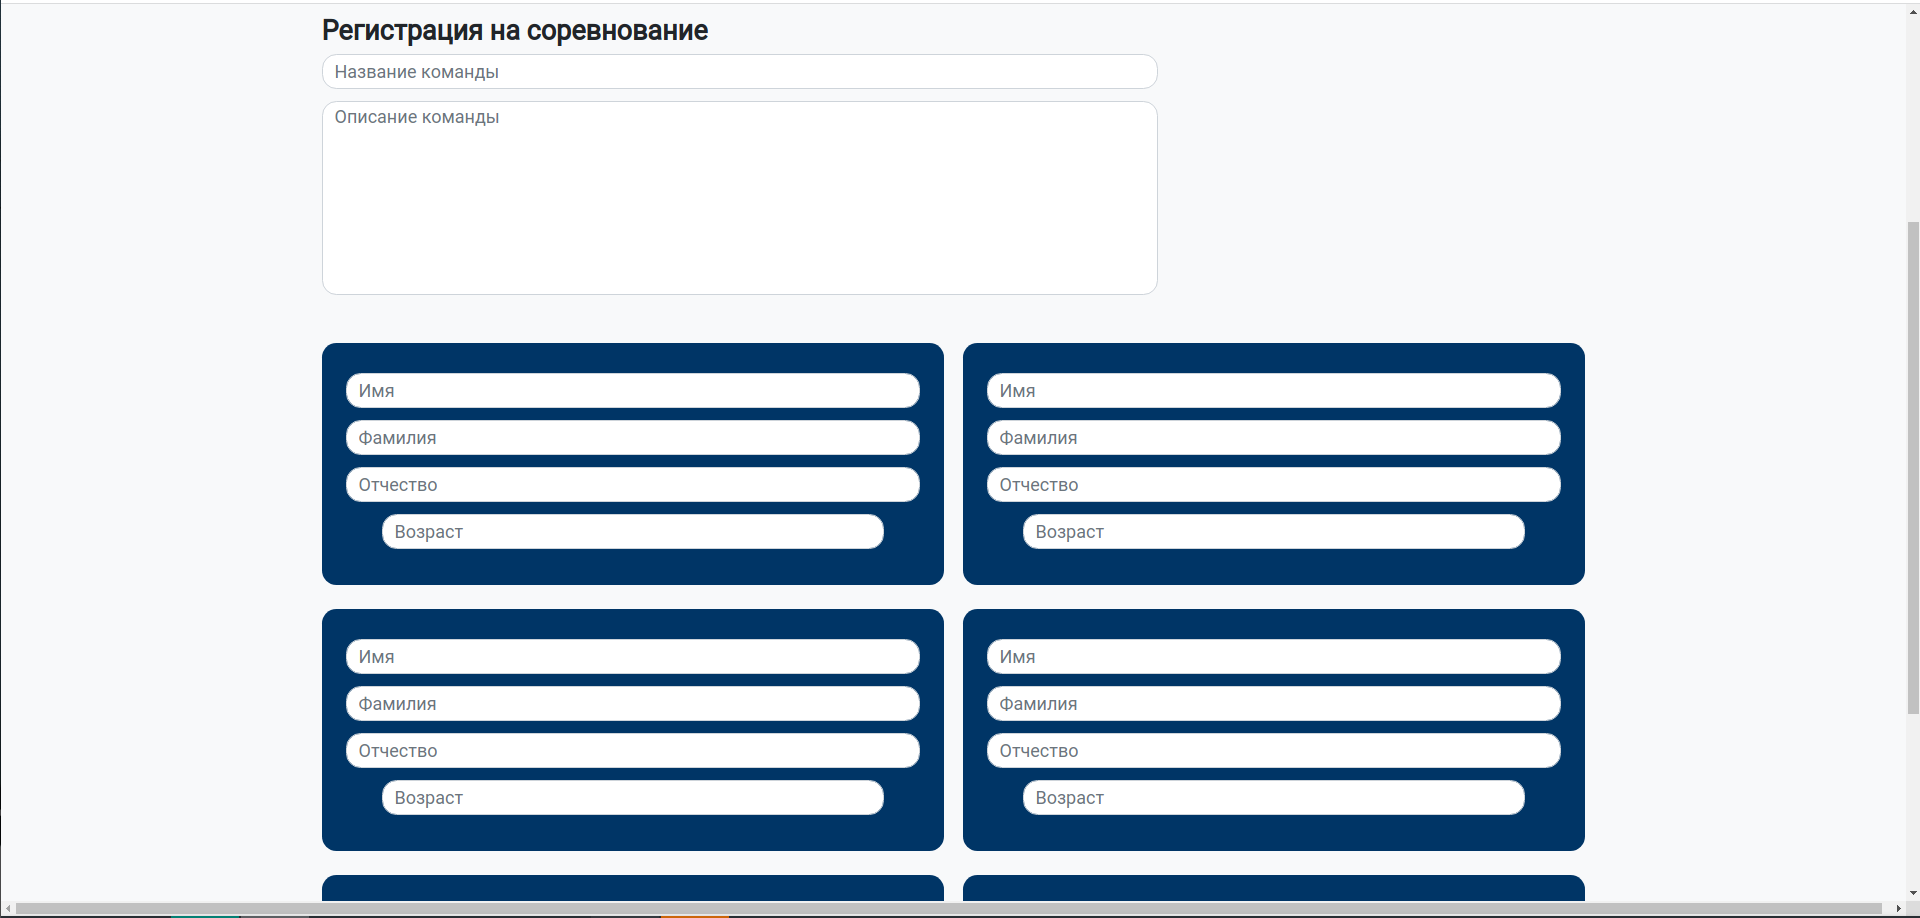 Регистрация на соревнование
Название команды
Описание команды
Имя
Фамилия
Отчество
Возраст
Имя
Фамилия
Отчество
Возраст
Имя
Фамилия
Отчество
Возраст
Имя
Фамилия
Отчество
Возраст